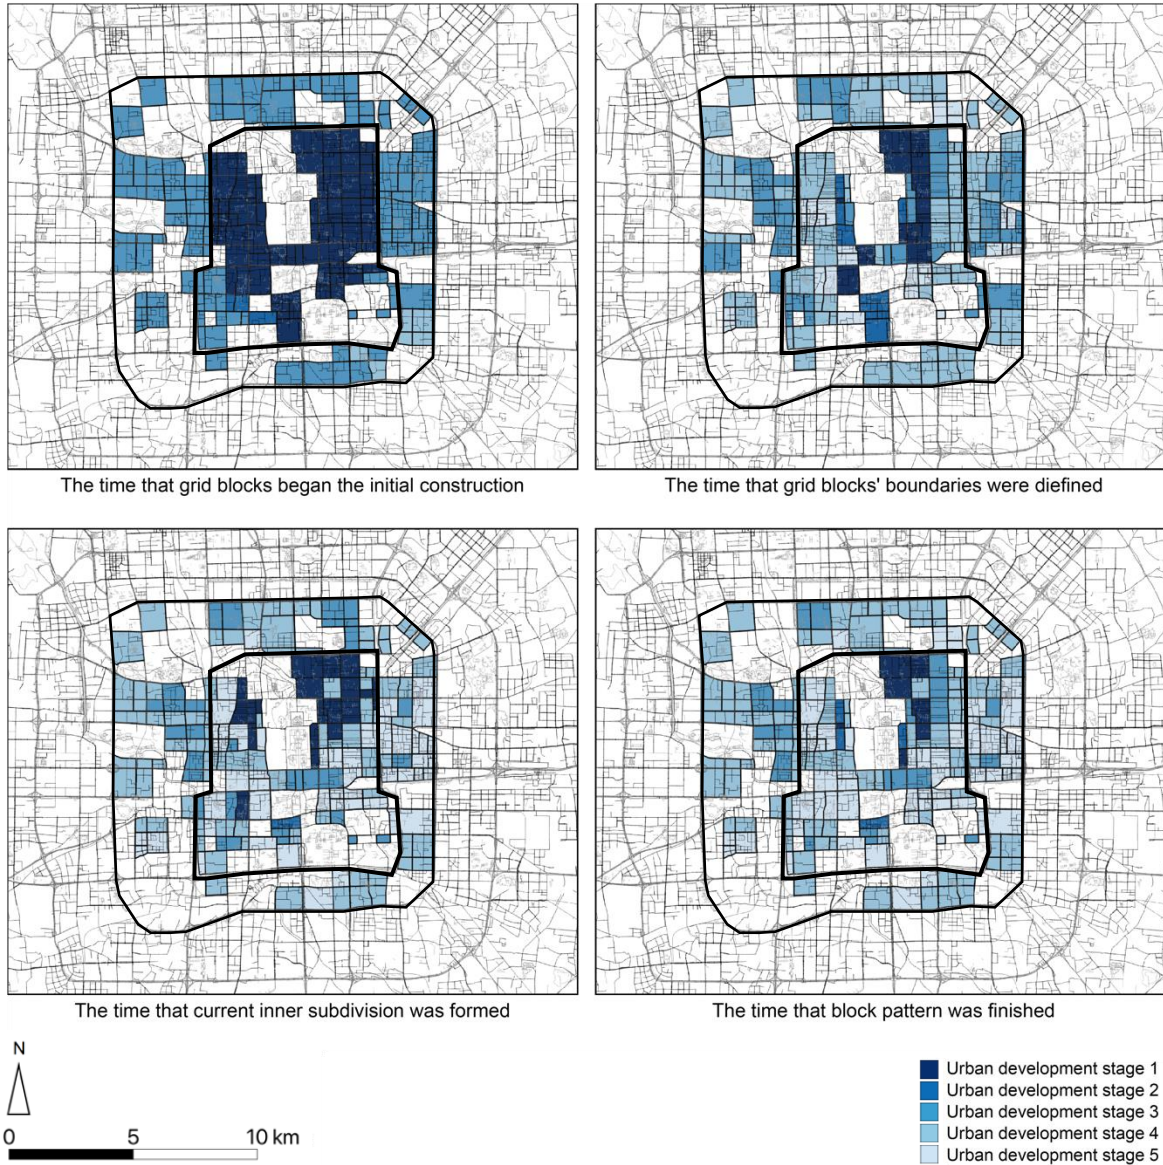 The time that grid blocks began the initial construction
The time that grid blocks' boundaries were diefined
The time that current inner subdivision was formed
The time that block pattern was finished
N
0 5 10 km
Urban development stage 1
Urban development stage 2
Urban development stage 3
Urban development stage 4
Urban development stage 5